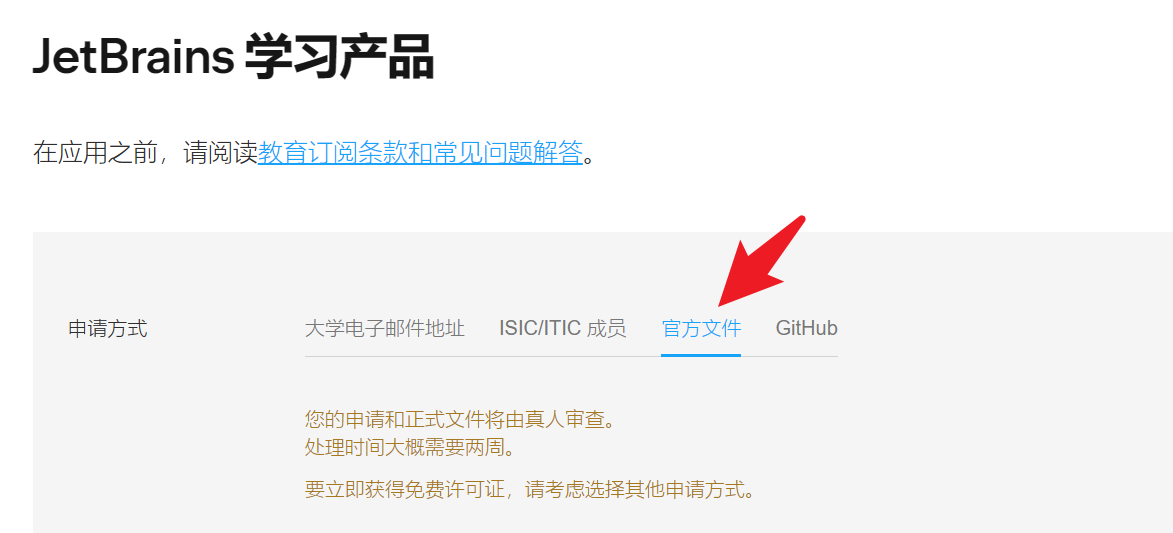 JetBrains 学习产品
在应用之前，请阅读教育订阅条款和常见问题解答。
申请方式 大学电子邮件地址 ISIC/ITIC 成员 官方文件 GitHub
您的申请和正式文件将由真人审查。
处理时间大概需要两周。
要立即获得免费许可证，请考虑选择其他申请方式。